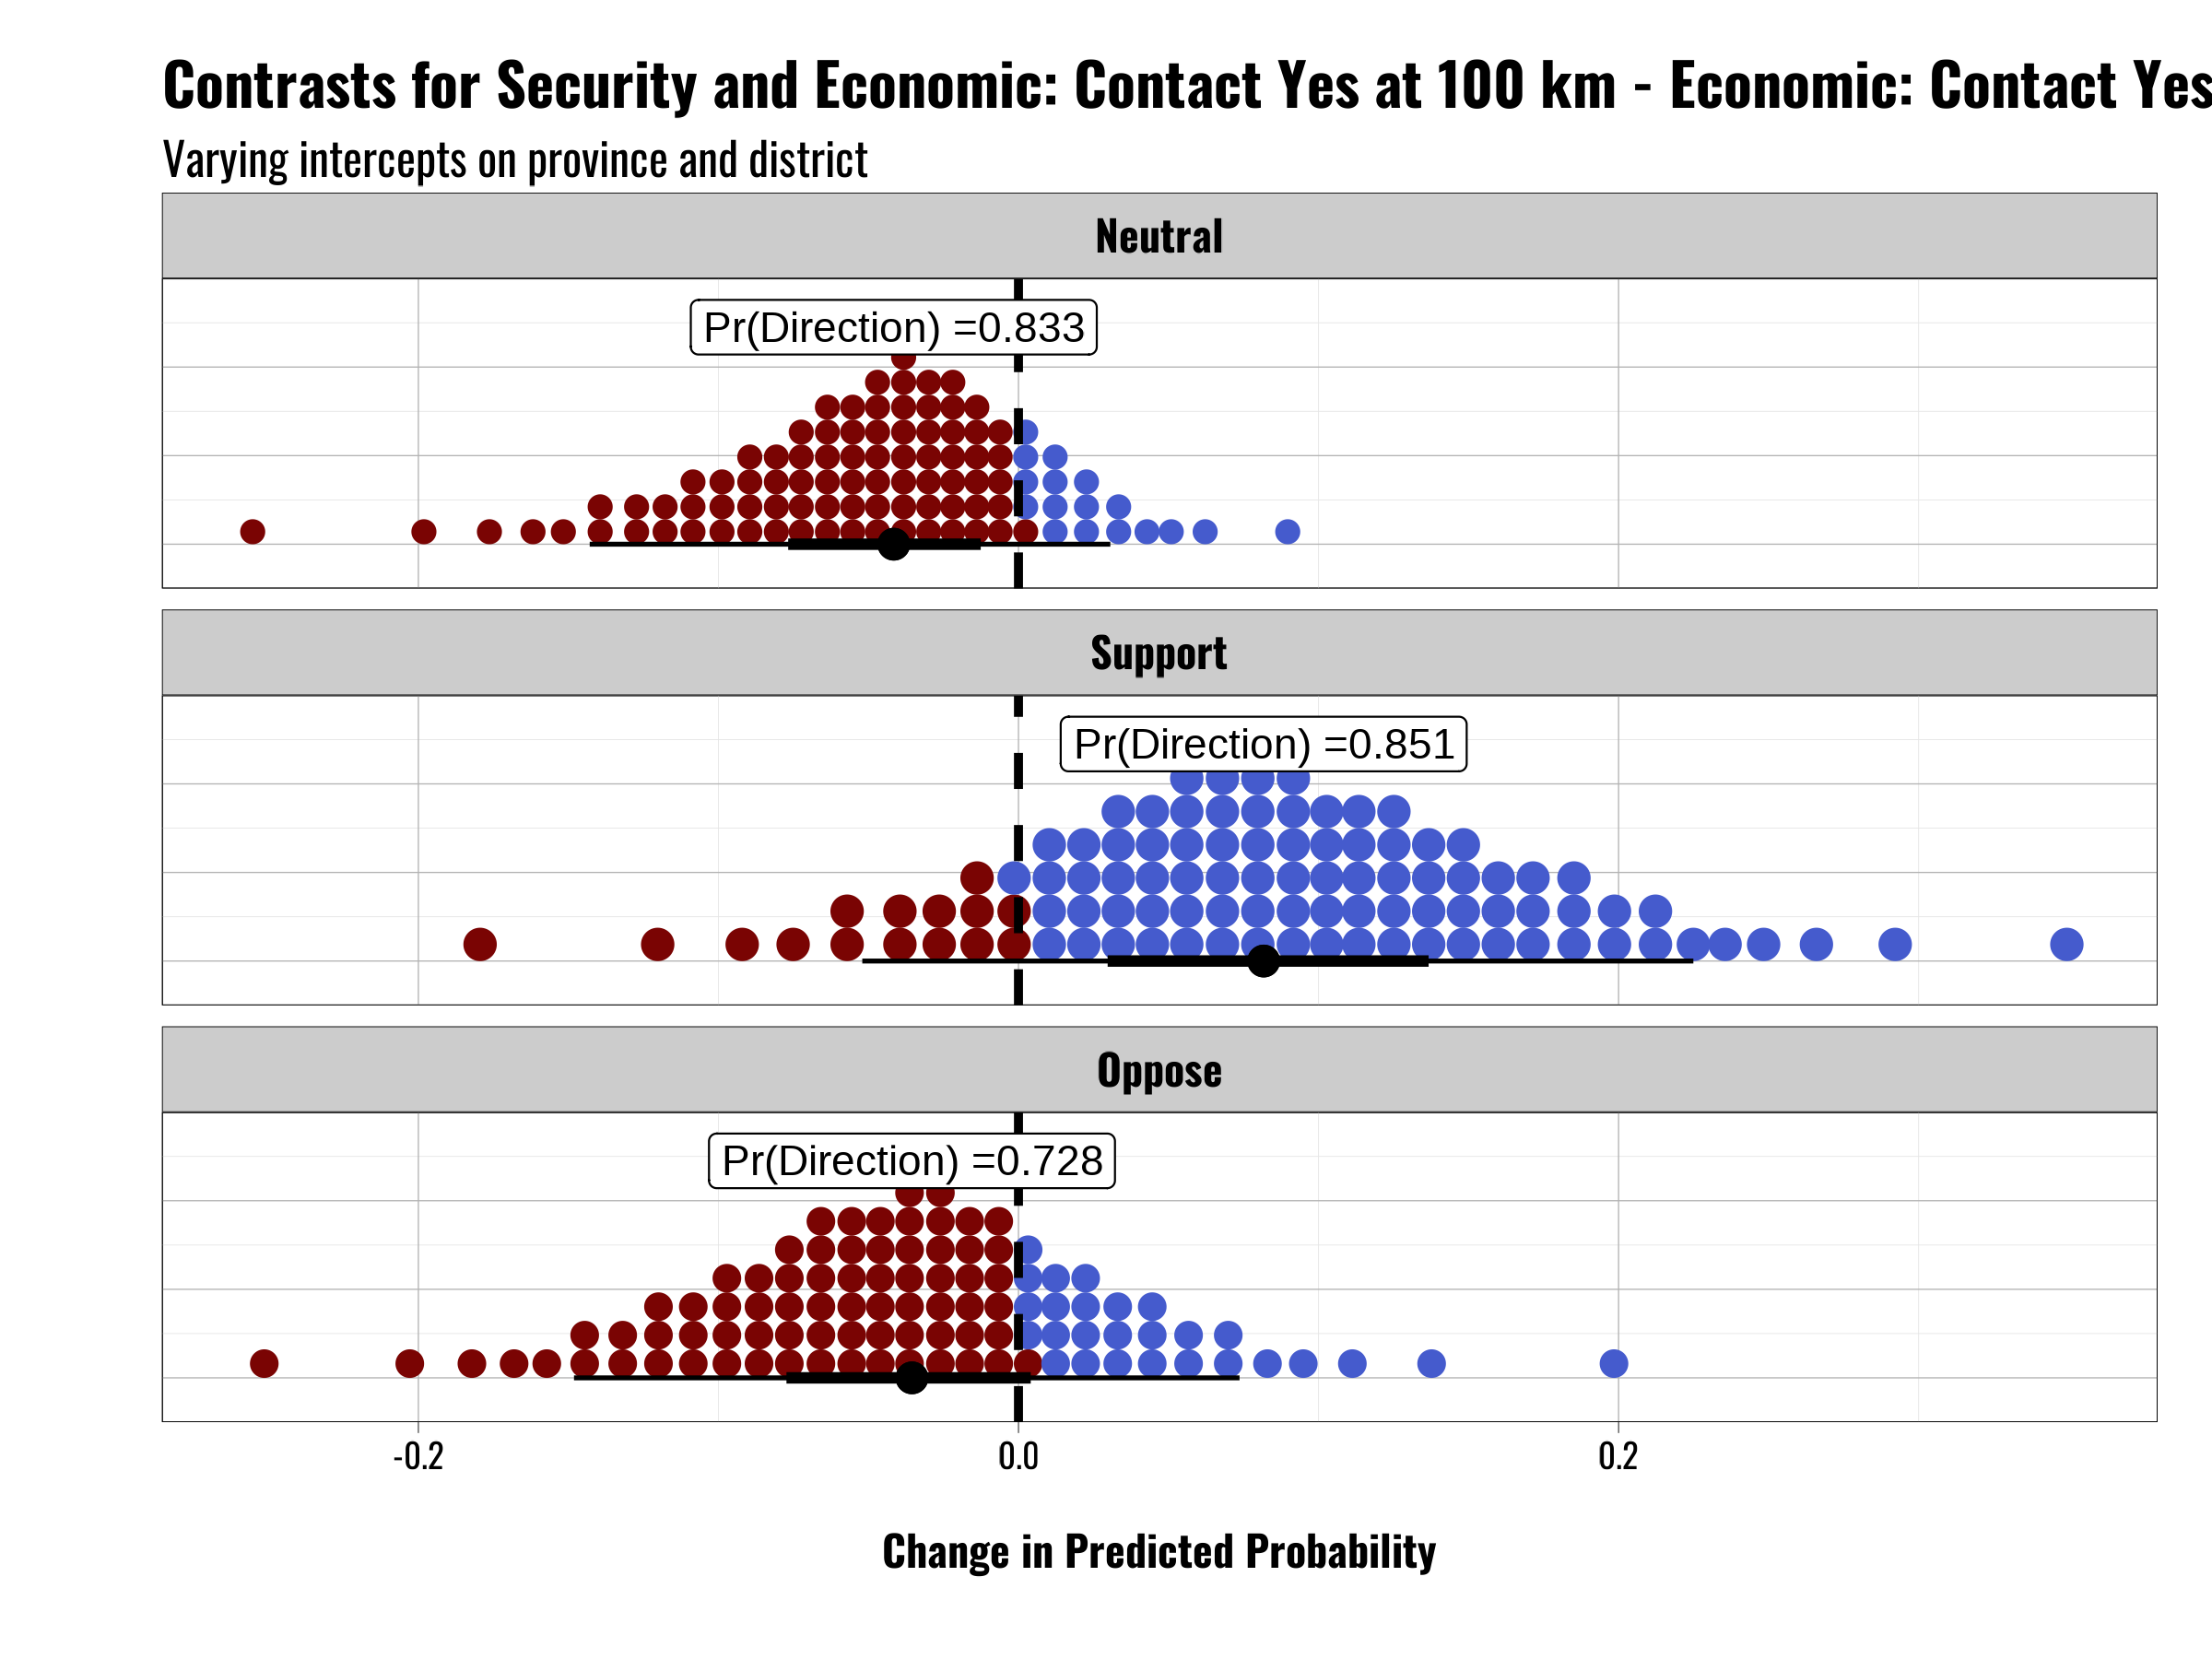 Contrasts for Security and Economic: Contact Yes at 100 km - Economic: Contact Yes
Varying intercepts on province and district
Neutral
Pr(Direction) =0.833
Support
Pr(Direction) =0.851
Oppose
Pr(Direction) =0.728
-0.2 0.0 0.2
Change in Predicted Probability